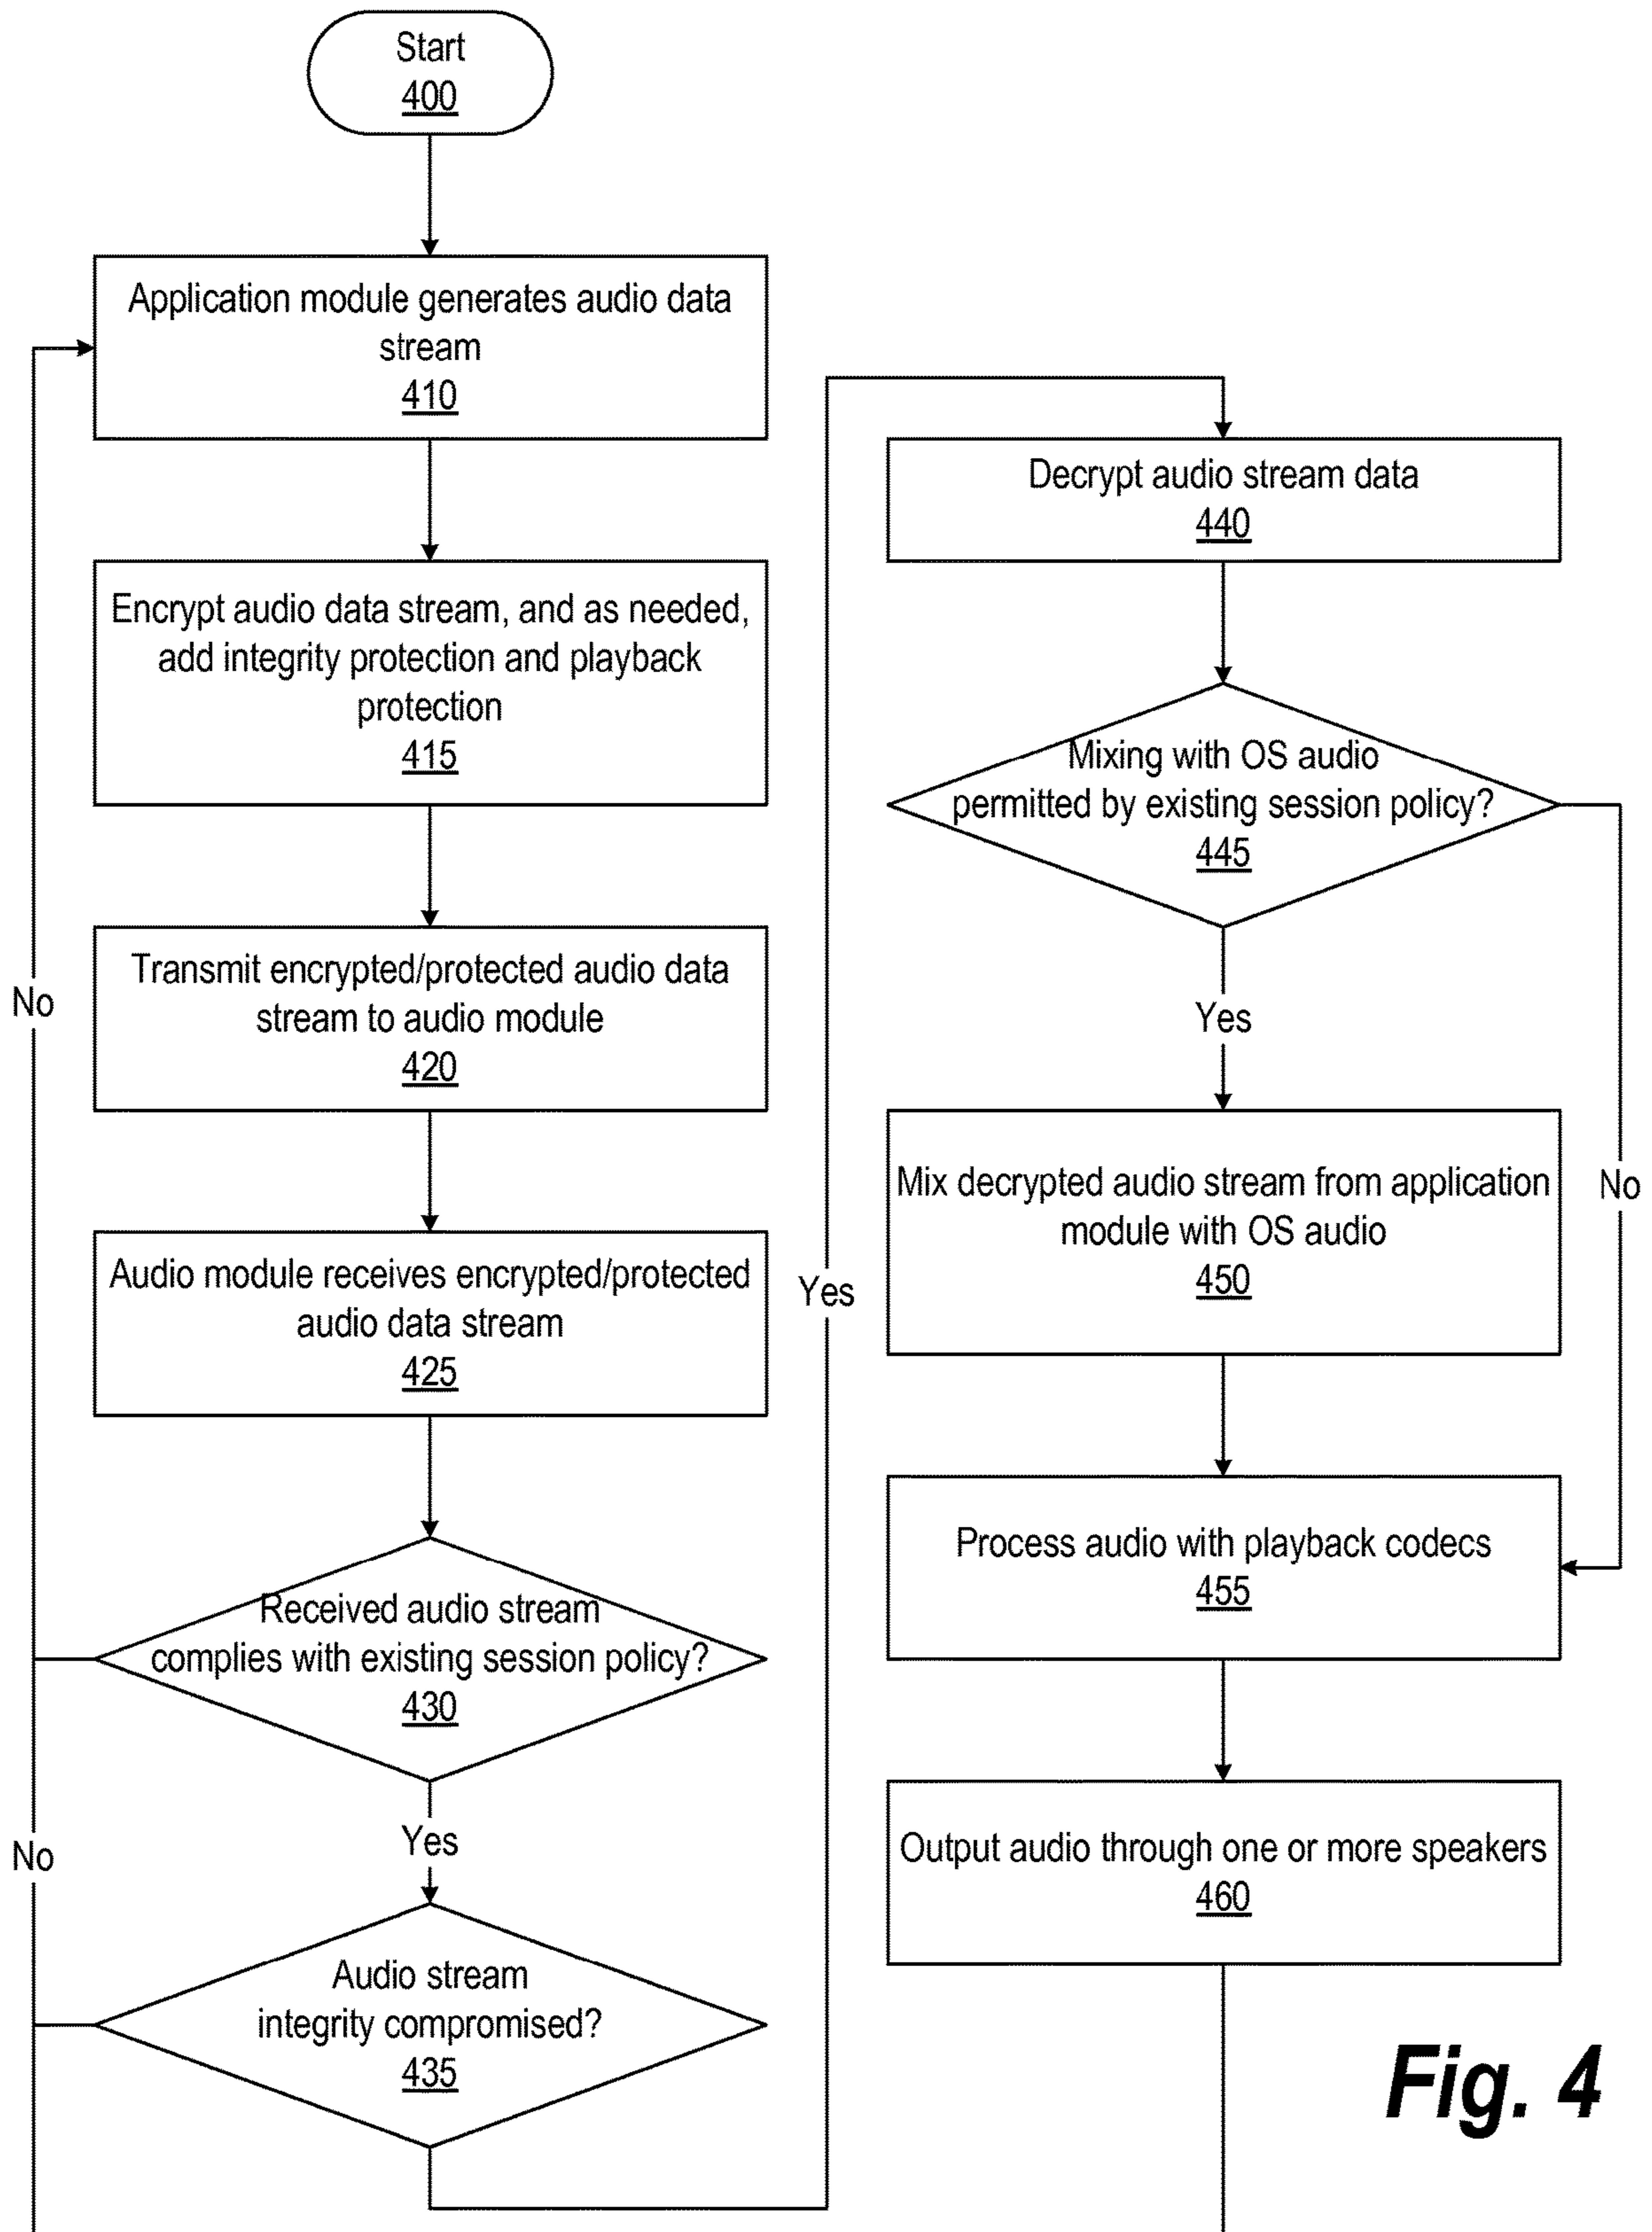 Start
400
Application module generates audio data
stream
410
Encrypt audio data stream, and as needed,
add integrity protection and playback
protection
415
Transmit encrypted/protected audio data
stream to audio module
420
No
Audio module receives encrypted/protected
audio data stream
425
Received audio stream
complies with existing session policy?
430
Yes
No
Audio stream
integrity compromised?
435
Yes
Decrypt audio stream data
440
Mixing with OS audio
permitted by existing session policy?
445
Yes
No
Mix decrypted audio stream from application
module with OS audio
450
Process audio with playback codecs
455
Output audio through one or more speakers
460
Fig. 4